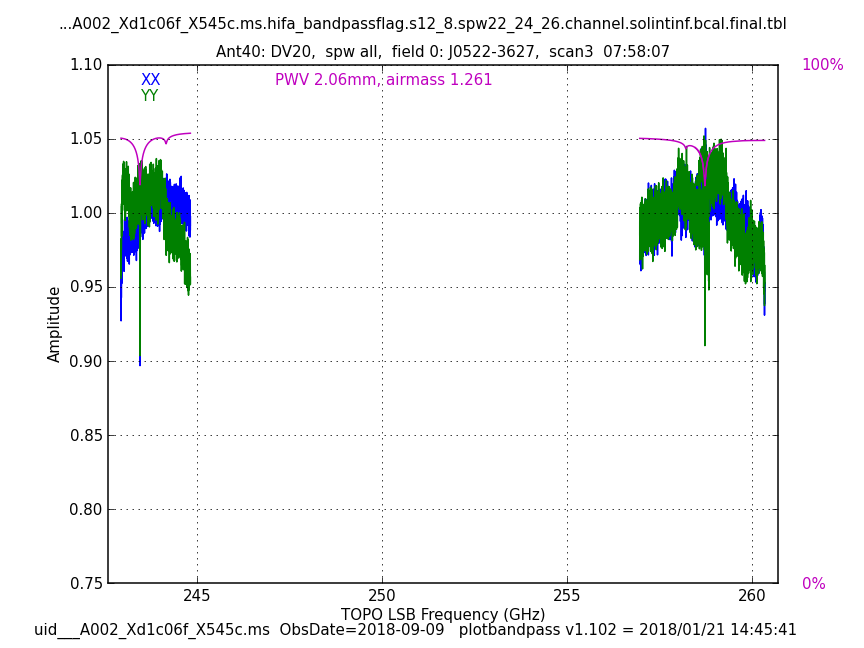 ...A002_Xd1c06f_X545c.ms.hifa_bandpassflag.s12_8.spw22_24_26.channel.solintinf.bcal.final.tbl
Ant40: DV20,  spw all,  field 0: J0522-3627,  scan3  07:58:07
XX
YY
PWV 2.06mm, airmass 1.261
100%
0%
1.10
1.05
1.00
0.95
0.90
0.85
0.80
0.75
Amplitude
245
250
255
260
TOPO LSB Frequency (GHz)
uid___A002_Xd1c06f_X545c.ms  ObsDate=2018-09-09   plotbandpass v1.102 = 2018/01/21 14:45:41